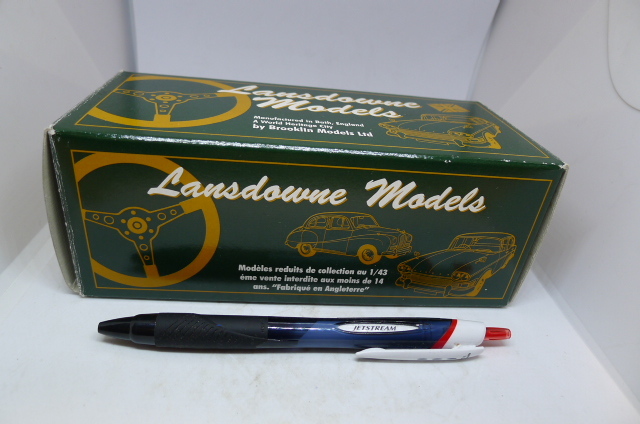 Lansdowne
Models
Manufactured in Bath, England
A World Heritage City
by Brooklin Models Ltd
Lansdowne Models
Modèles reduits de collection au 1/43
émo vente interdite aux moins de 14
ans. "Fabriqué en Angleterre"
JETSTREAM